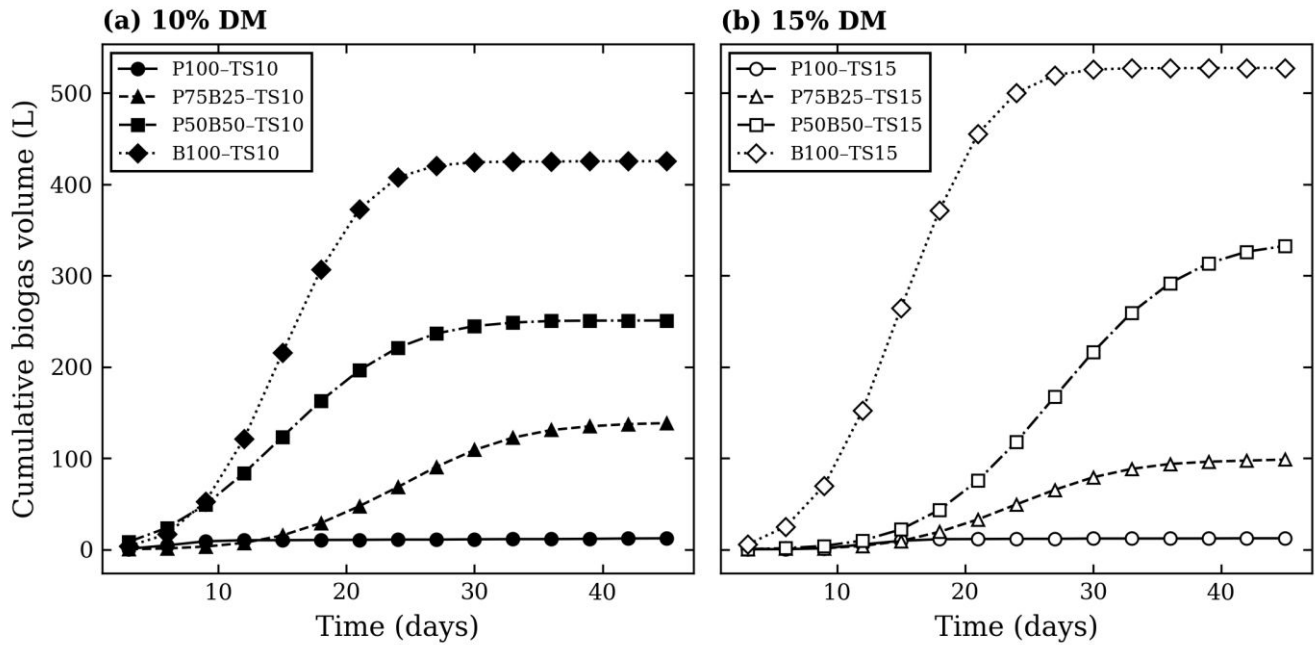 (a) 10% DM
P100–TS10
P75B25–TS10
P50B50–TS10
B100–TS10
Cumulative biogas volume (L)
500
400
300
200
100
0
10
20
30
40
Time (days)
(b) 15% DM
P100–TS15
P75B25–TS15
P50B50–TS15
B100–TS15
10
20
30
40
Time (days)